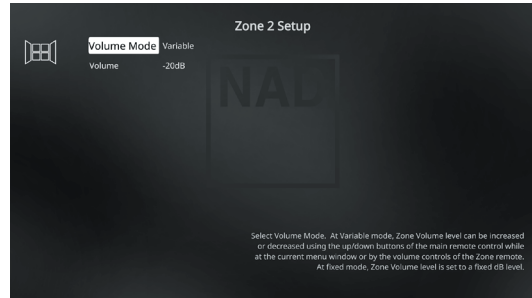 Zone 2 Setup
Volume Mode Variable
Volume -20dB
NAD
Select Volume Mode. At Variable mode, Zone Volume level can be increased
or decreased using the up/down buttons of the main remote control while
at the current menu window or by the volume controls of the Zone remote.
At fixed mode, Zone Volume level is set to a fixed dB level.